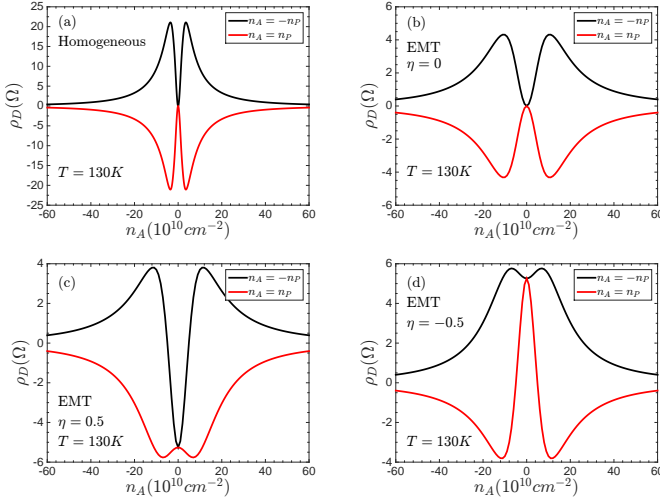 (a)
Homogeneous
n_A = −n_P
n_A = n_P
T = 130K
25
20
15
10
5
0
-5
-10
-15
-20
-25
ρ_D(Ω)
-60 -40 -20 0 20 40 60
n_A(10^{10}cm^{−2})
(b)
EMT
η = 0
n_A = −n_P
n_A = n_P
T = 130K
6
4
2
0
-2
-4
-6
ρ_D(Ω)
-60 -40 -20 0 20 40 60
n_A(10^{10}cm^{−2})
(c)
n_A = −n_P
n_A = n_P
EMT
η = 0.5
T = 130K
4
2
0
-2
-4
-6
ρ_D(Ω)
-60 -40 -20 0 20 40 60
n_A(10^{10}cm^{−2})
(d)
EMT
η = −0.5
n_A = −n_P
n_A = n_P
T = 130K
6
4
2
0
-2
-4
ρ_D(Ω)
-60 -40 -20 0 20 40 60
n_A(10^{10}cm^{−2})